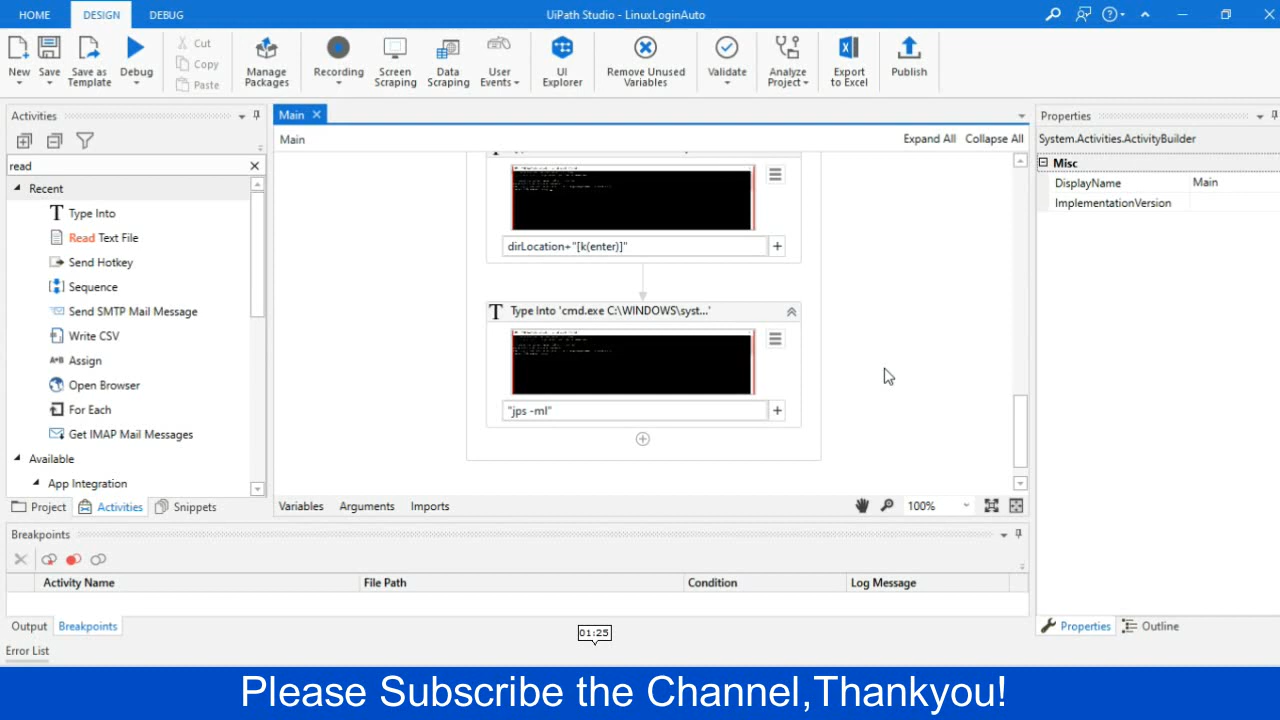 HOME DESIGN DEBUG UiPath Studio - LinuxLoginAuto
New Save Save as Template Debug Cut Copy Paste Manage Packages Recording Screen Scraping Data Scraping User Events UI Explorer Remove Unused Variables Validate Analyze Project Export to Excel Publish
Activities
read
Recent
Type Into
Read Text File
Send Hotkey
Sequence
Send SMTP Mail Message
Write CSV
Assign
Open Browser
For Each
Get IMAP Mail Messages
Available
App Integration
Project Activities Snippets
Main
Main Expand All Collapse All
dirLocation+"[k(enter)]"
Type Into 'cmd.exe C:\WINDOWS\syst...'
"jps -ml"
Variables Arguments Imports 100%
Properties
System.Activities.ActivityBuilder
Misc
DisplayName Main
ImplementationVersion
Breakpoints
Activity Name File Path Condition Log Message
Output Breakpoints
Properties Outline
01:25
Error List
Please Subscribe the Channel,Thankyou!